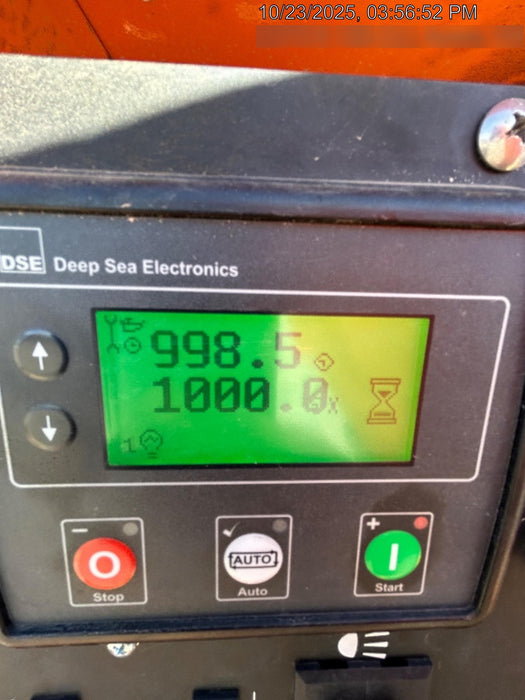 10/23/2025, 03:56:52 PM
DSE Deep Sea Electronics
998.5
1000.0
1
Stop
AUTO
Auto
Start